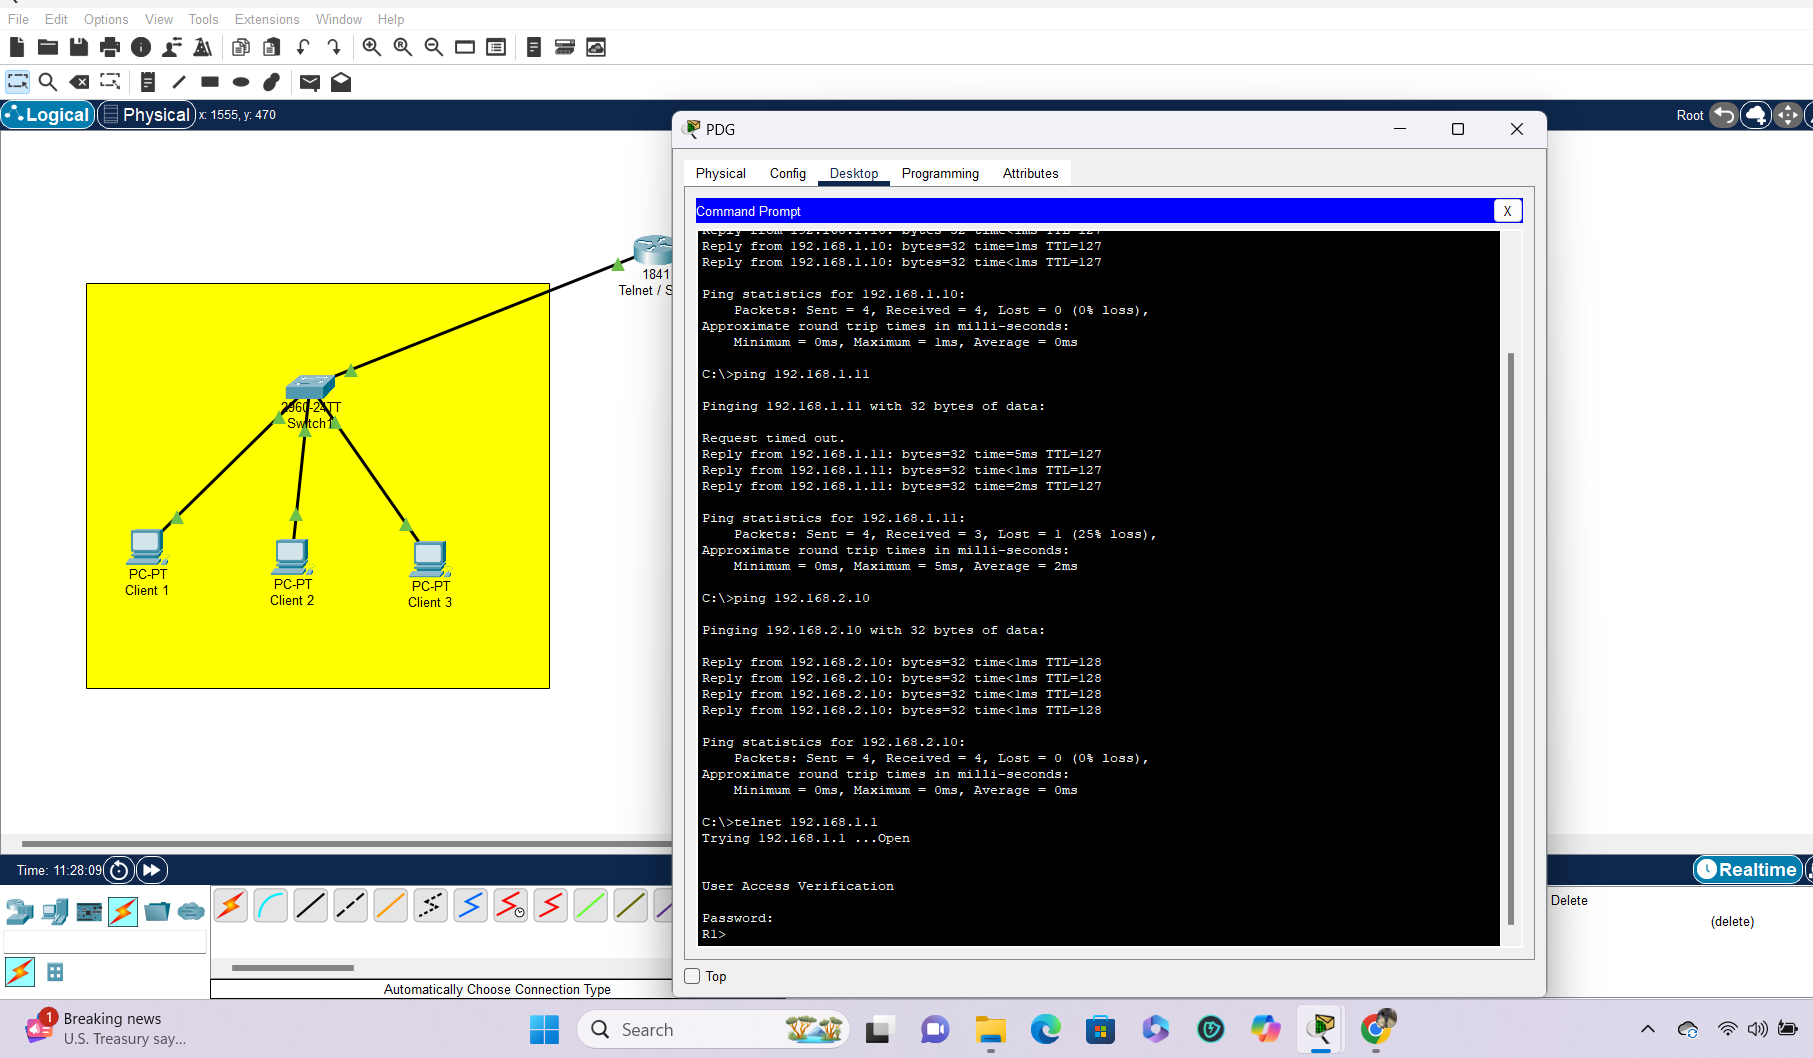 File Edit Options View Tools Extensions Window Help
Logical Physical x: 1555, y: 470
Root
1841
Telnet / S
2960-24TT
Switch1
PC-PT
Client 1
PC-PT
Client 2
PC-PT
Client 3
PDG
Physical Config Desktop Programming Attributes
Command Prompt
X
Reply from 192.168.1.10: bytes=32 time<1ms TTL=127
Reply from 192.168.1.10: bytes=32 time=1ms TTL=127
Reply from 192.168.1.10: bytes=32 time<1ms TTL=127
Ping statistics for 192.168.1.10:
Packets: Sent = 4, Received = 4, Lost = 0 (0% loss),
Approximate round trip times in milli-seconds:
Minimum = 0ms, Maximum = 1ms, Average = 0ms
C:\>ping 192.168.1.11
Pinging 192.168.1.11 with 32 bytes of data:
Request timed out.
Reply from 192.168.1.11: bytes=32 time=5ms TTL=127
Reply from 192.168.1.11: bytes=32 time<1ms TTL=127
Reply from 192.168.1.11: bytes=32 time=2ms TTL=127
Ping statistics for 192.168.1.11:
Packets: Sent = 4, Received = 3, Lost = 1 (25% loss),
Approximate round trip times in milli-seconds:
Minimum = 0ms, Maximum = 5ms, Average = 2ms
C:\>ping 192.168.2.10
Pinging 192.168.2.10 with 32 bytes of data:
Reply from 192.168.2.10: bytes=32 time<1ms TTL=128
Reply from 192.168.2.10: bytes=32 time<1ms TTL=128
Reply from 192.168.2.10: bytes=32 time<1ms TTL=128
Reply from 192.168.2.10: bytes=32 time<1ms TTL=128
Ping statistics for 192.168.2.10:
Packets: Sent = 4, Received = 4, Lost = 0 (0% loss),
Approximate round trip times in milli-seconds:
Minimum = 0ms, Maximum = 0ms, Average = 0ms
C:\>telnet 192.168.1.1
Trying 192.168.1.1 ...Open
User Access Verification
Password:
R1>
Top
Time: 11:28:09
Realtime
Delete
(delete)
Automatically Choose Connection Type
1
Breaking news
U.S. Treasury say...
Search